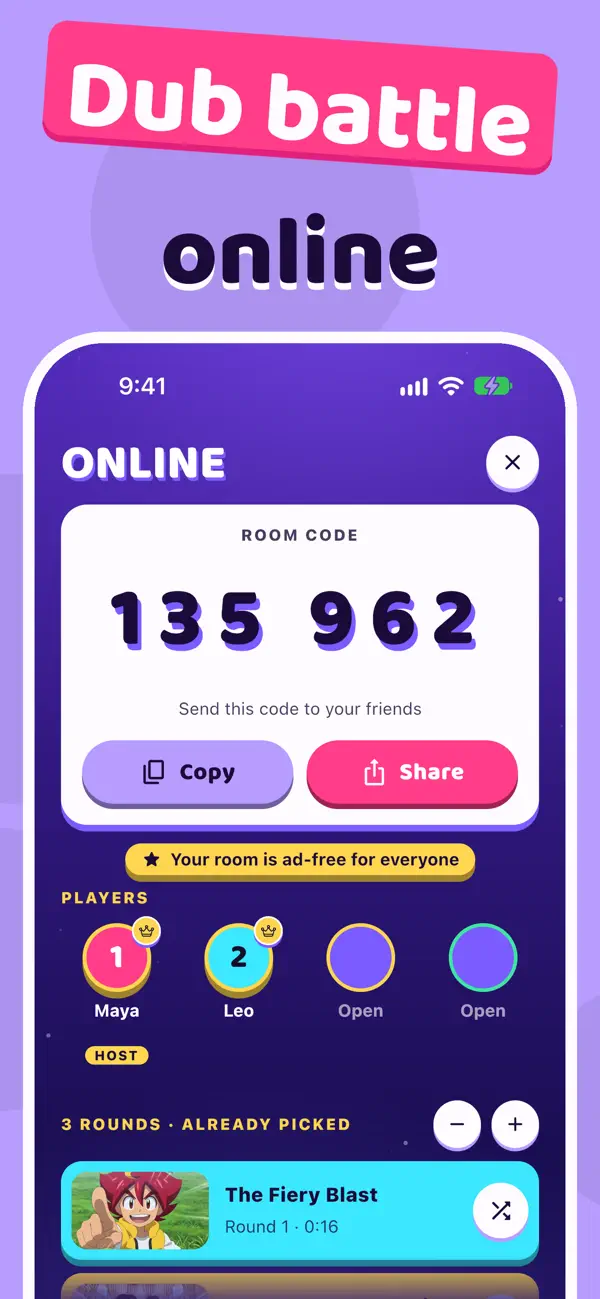 Dub battle
online
9:41
ONLINE
ROOM CODE
135 962
Send this code to your friends
Copy
Share
Your room is ad-free for everyone
PLAYERS
1
2
Maya
Leo
Open
Open
HOST
3 ROUNDS · ALREADY PICKED
The Fiery Blast
Round 1 · 0:16